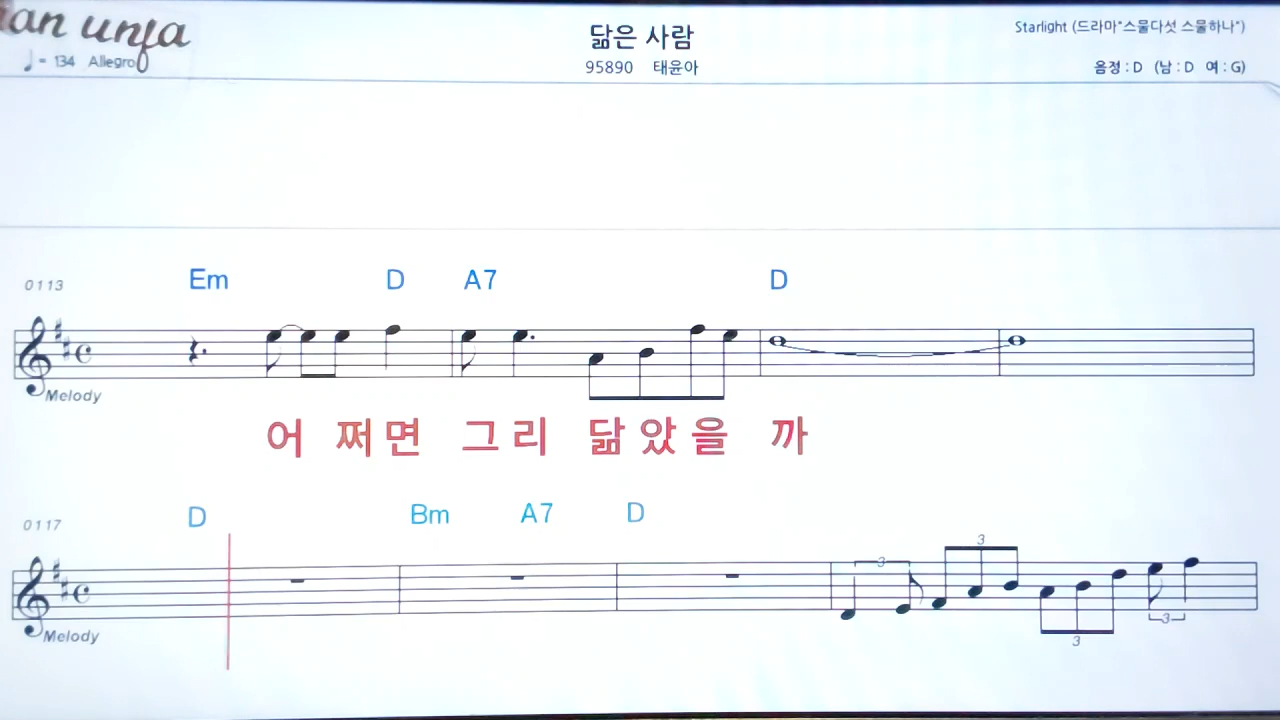 an unja
♩= 134 Allegro
닮은 사람
95890 태윤아
Starlight (드라마"스물다섯 스물하나")
음정 : D (남 : D 여 : G)
0113 Em D A7 D
Melody
어 쩌면 그리 닮았을 까
0117 D Bm A7 D
3 3 3 3
Melody